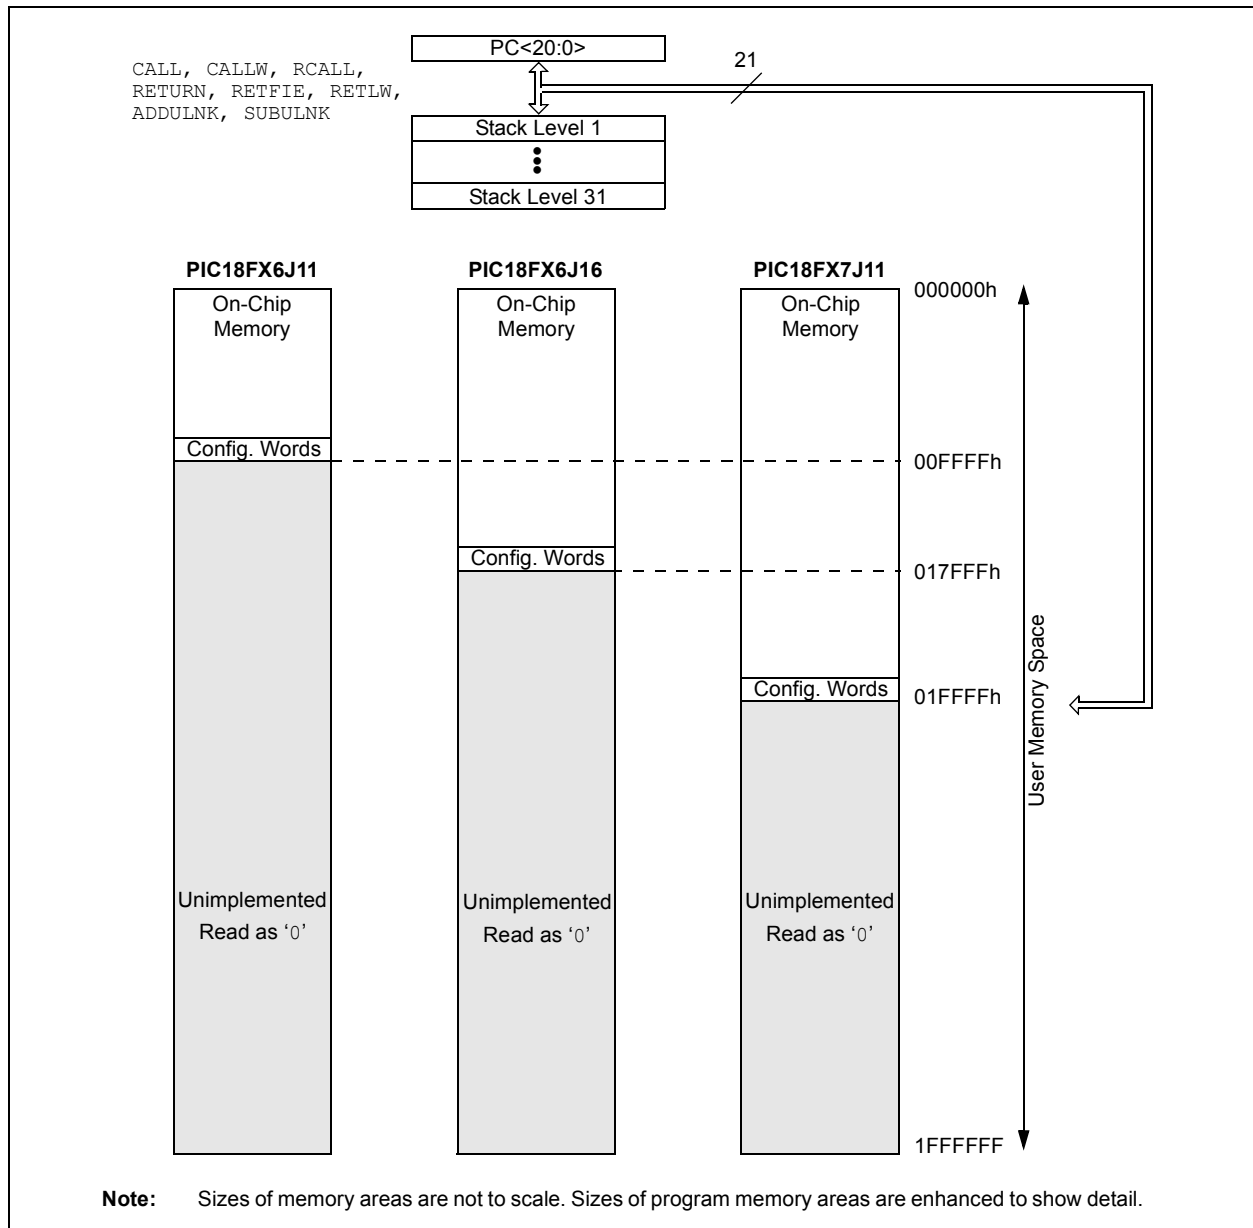 PC<20:0>
21
CALL, CALLW, RCALL,
RETURN, RETFIE, RETLW,
ADDULNK, SUBULNK
Stack Level 1
Stack Level 31
PIC18FX6J11
PIC18FX6J16
PIC18FX7J11
On-Chip
Memory
On-Chip
Memory
On-Chip
Memory
000000h
Config. Words
00FFFFh
Config. Words
017FFFh
Config. Words
01FFFFh
User Memory Space
Unimplemented
Read as ‘0’
Unimplemented
Read as ‘0’
Unimplemented
Read as ‘0’
1FFFFFF
Note: Sizes of memory areas are not to scale. Sizes of program memory areas are enhanced to show detail.